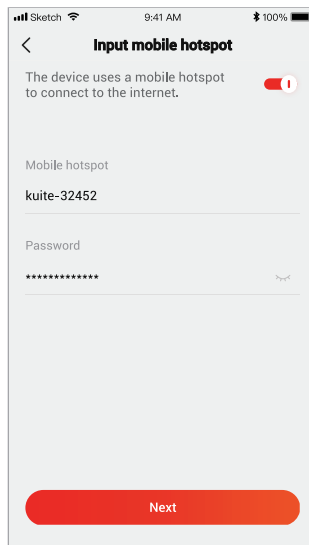 Sketch 9:41 AM 100%
Input mobile hotspot
The device uses a mobile hotspot
to connect to the internet.
Mobile hotspot
kuite-32452
Password
*************
Next